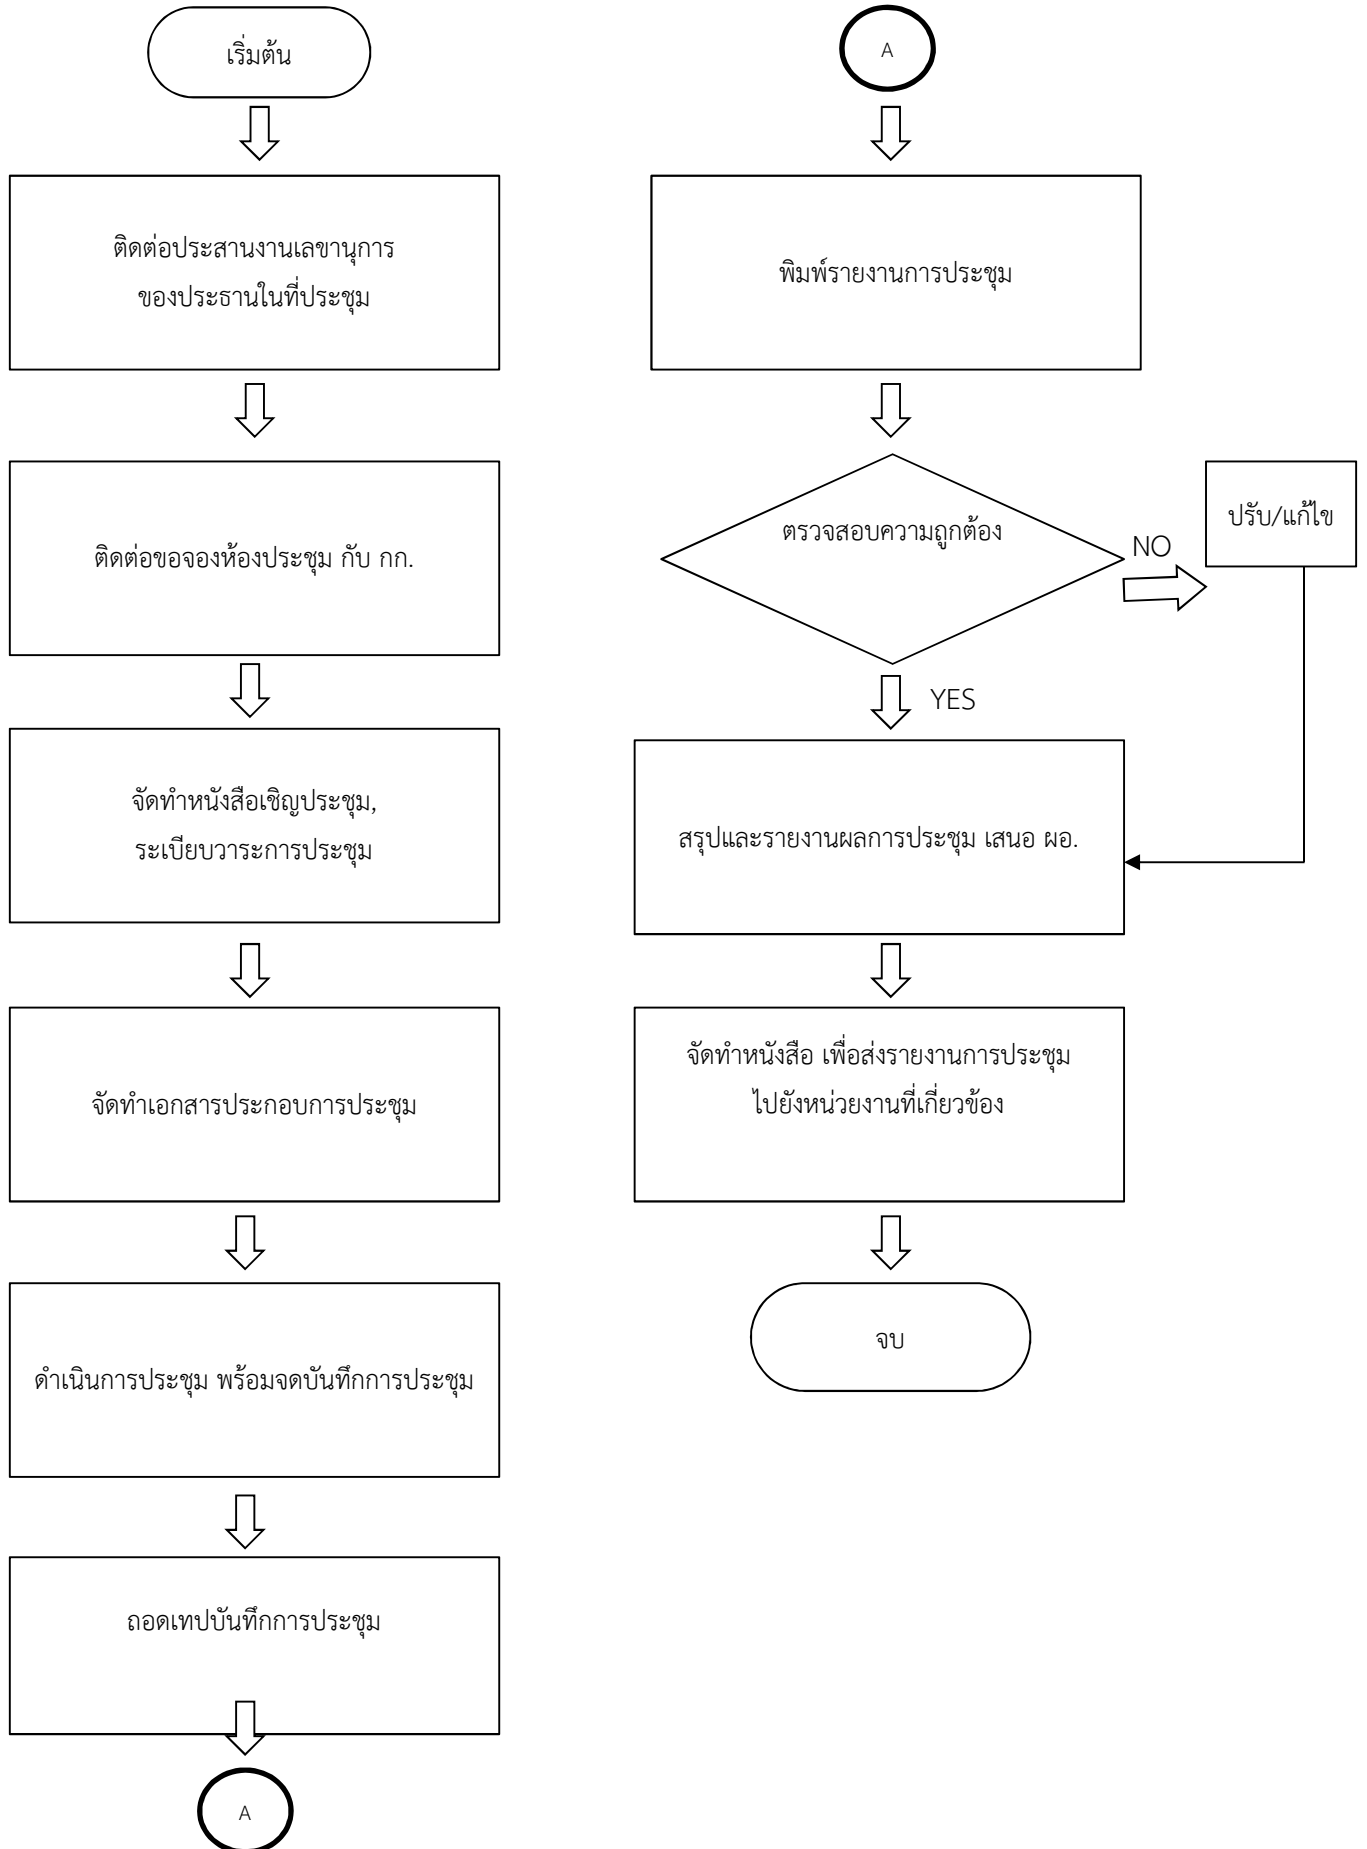 เริ่มต้น
ติดต่อประสานงานเลขานุการ
ของประธานในที่ประชุม
ติดต่อขอจองห้องประชุม กับ กก.
จัดทำหนังสือเชิญประชุม,
ระเบียบวาระการประชุม
จัดทำเอกสารประกอบการประชุม
ดำเนินการประชุม พร้อมจดบันทึกการประชุม
ถอดเทปบันทึกการประชุม
A
A
พิมพ์รายงานการประชุม
ตรวจสอบความถูกต้อง
NO
ปรับ/แก้ไข
YES
สรุปและรายงานผลการประชุม เสนอ ผอ.
จัดทำหนังสือ เพื่อส่งรายงานการประชุม
ไปยังหน่วยงานที่เกี่ยวข้อง
จบ